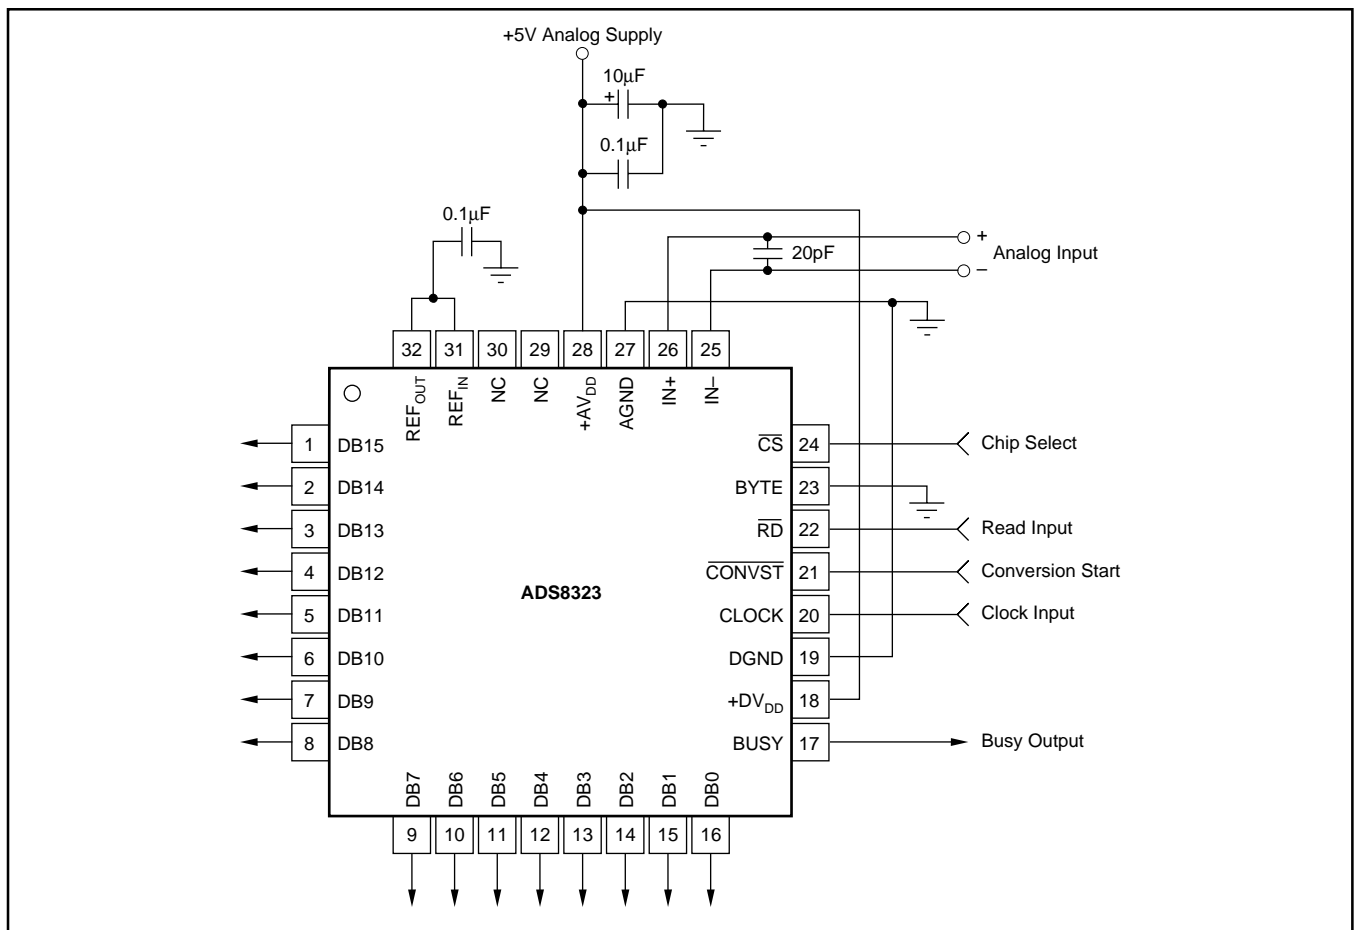 +5V Analog Supply
10μF
+
0.1μF
0.1μF
20pF
+
Analog Input
–
32 31 30 29 28 27 26 25
REFOUT REFIN NC NC +AVDD AGND IN+ IN–
1 DB15
2 DB14
3 DB13
4 DB12
5 DB11
6 DB10
7 DB9
8 DB8
ADS8323
CS 24 Chip Select
BYTE 23
RD 22 Read Input
CONVST 21 Conversion Start
CLOCK 20 Clock Input
DGND 19
+DVDD 18
BUSY 17 Busy Output
DB7 DB6 DB5 DB4 DB3 DB2 DB1 DB0
9 10 11 12 13 14 15 16